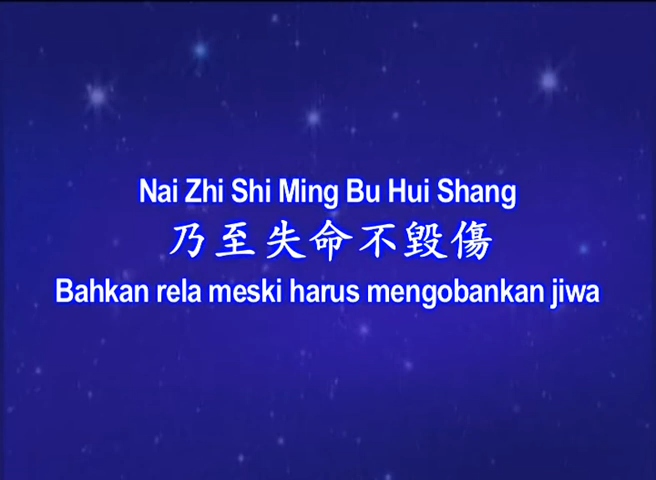 Nai Zhi Shi Ming Bu Hui Shang
乃至失命不毀傷
Bahkan rela meski harus mengobankan jiwa